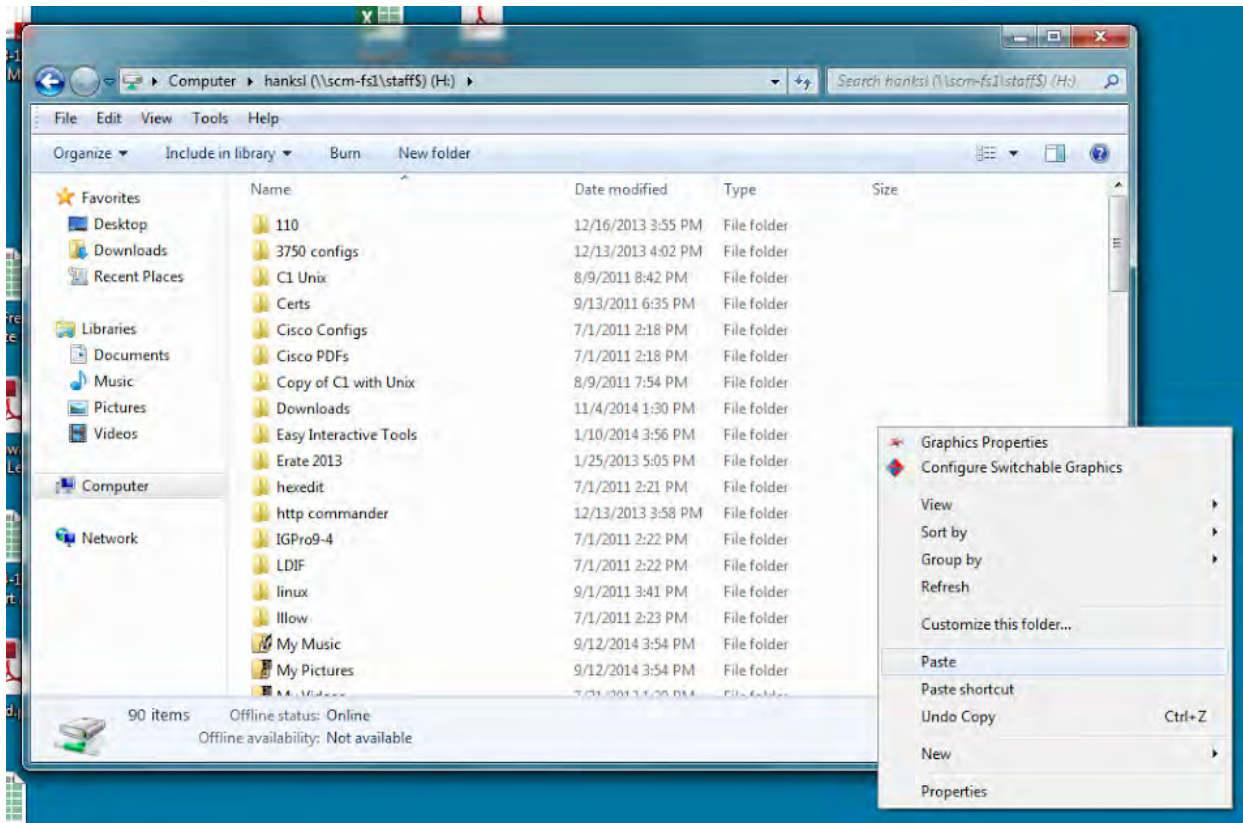 Computer hanksl (\\scm-fs1\staff$) (H:) Search hanksl (\\scm-fs1\staff$) (H:)
File Edit View Tools Help
Organize Include in library Burn New folder
Favorites
Desktop
Downloads
Recent Places
Libraries
Documents
Music
Pictures
Videos
Computer
Network
Name Date modified Type Size
110 12/16/2013 3:55 PM File folder
3750 configs 12/13/2013 4:02 PM File folder
C1 Unix 8/9/2011 8:42 PM File folder
Certs 9/13/2011 6:35 PM File folder
Cisco Configs 7/1/2011 2:18 PM File folder
Cisco PDFs 7/1/2011 2:18 PM File folder
Copy of C1 with Unix 8/9/2011 7:54 PM File folder
Downloads 11/4/2014 1:30 PM File folder
Easy Interactive Tools 1/10/2014 3:56 PM File folder
Erate 2013 1/25/2013 5:05 PM File folder
hexedit 7/1/2011 2:21 PM File folder
http commander 12/13/2013 3:58 PM File folder
IGPro9-4 7/1/2011 2:22 PM File folder
LDIF 7/1/2011 2:22 PM File folder
linux 9/1/2011 3:41 PM File folder
lllow 7/1/2011 2:23 PM File folder
My Music 9/12/2014 3:54 PM File folder
My Pictures 9/12/2014 3:54 PM File folder
90 items Offline status: Online
Offline availability: Not available
Graphics Properties
Configure Switchable Graphics
View
Sort by
Group by
Refresh
Customize this folder...
Paste
Paste shortcut
Undo Copy Ctrl+Z
New
Properties